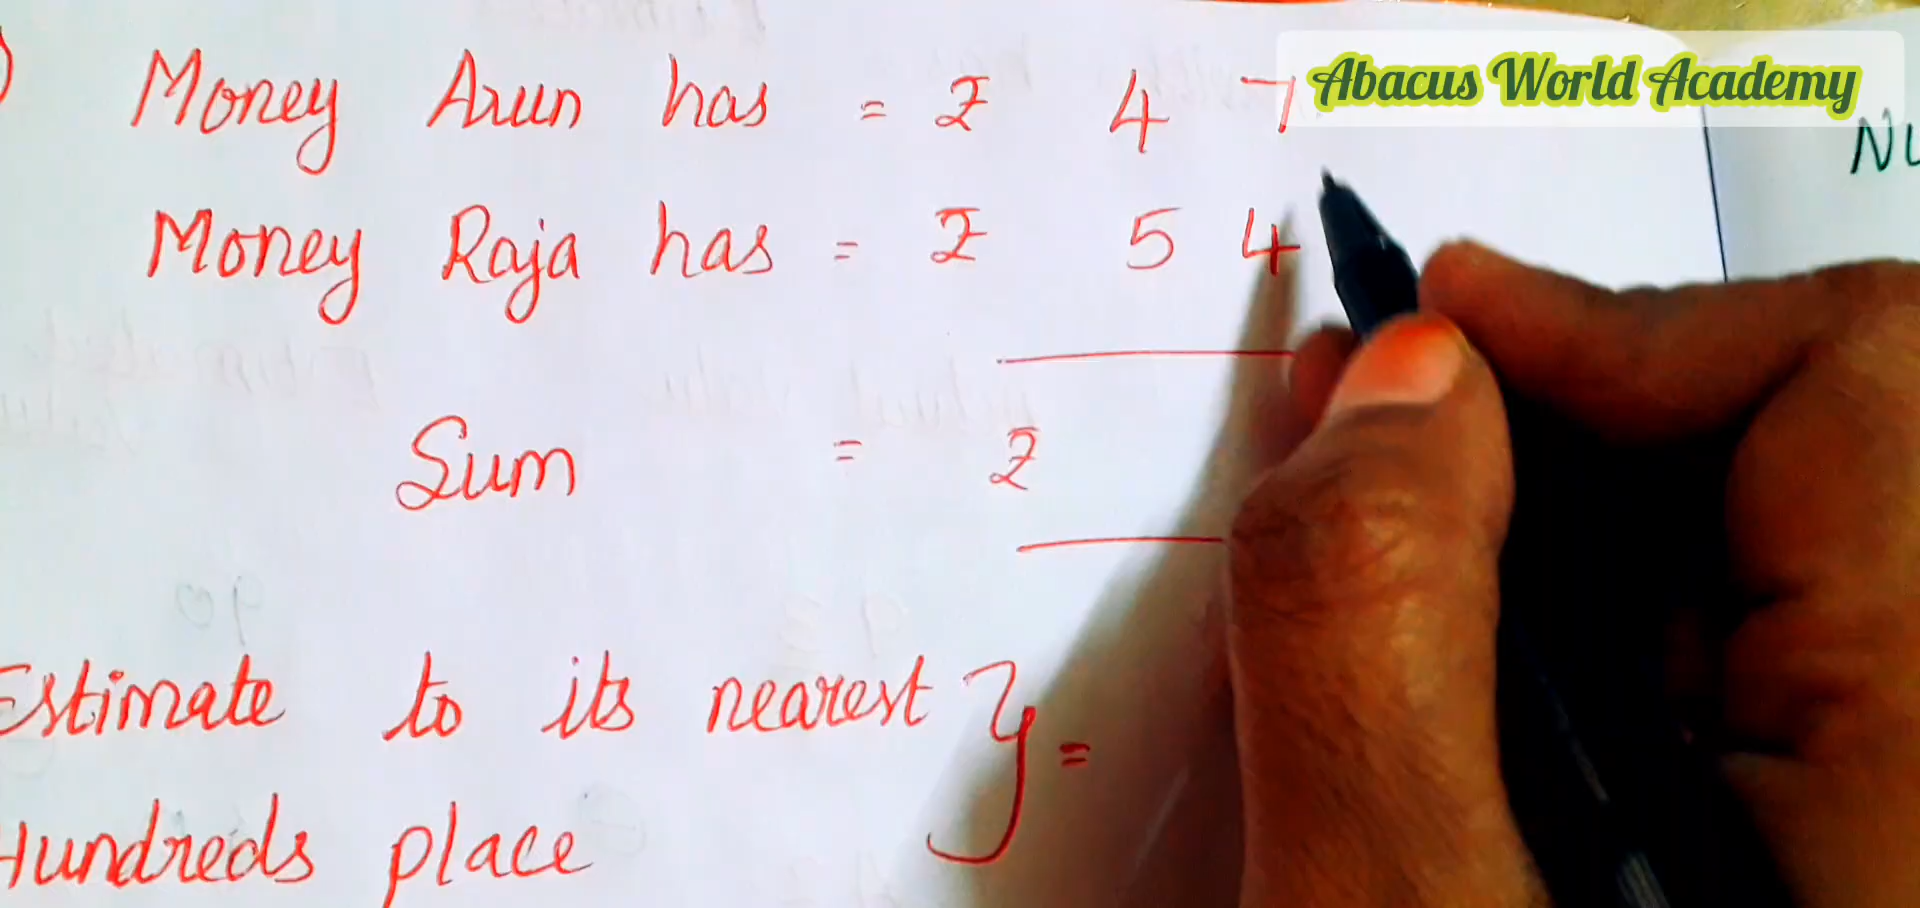 Abacus World Academy
Money Arun has = ₹ 4 7
Money Raja has = ₹ 5 4
Sum = ₹
Estimate to its nearest } =
Hundreds place